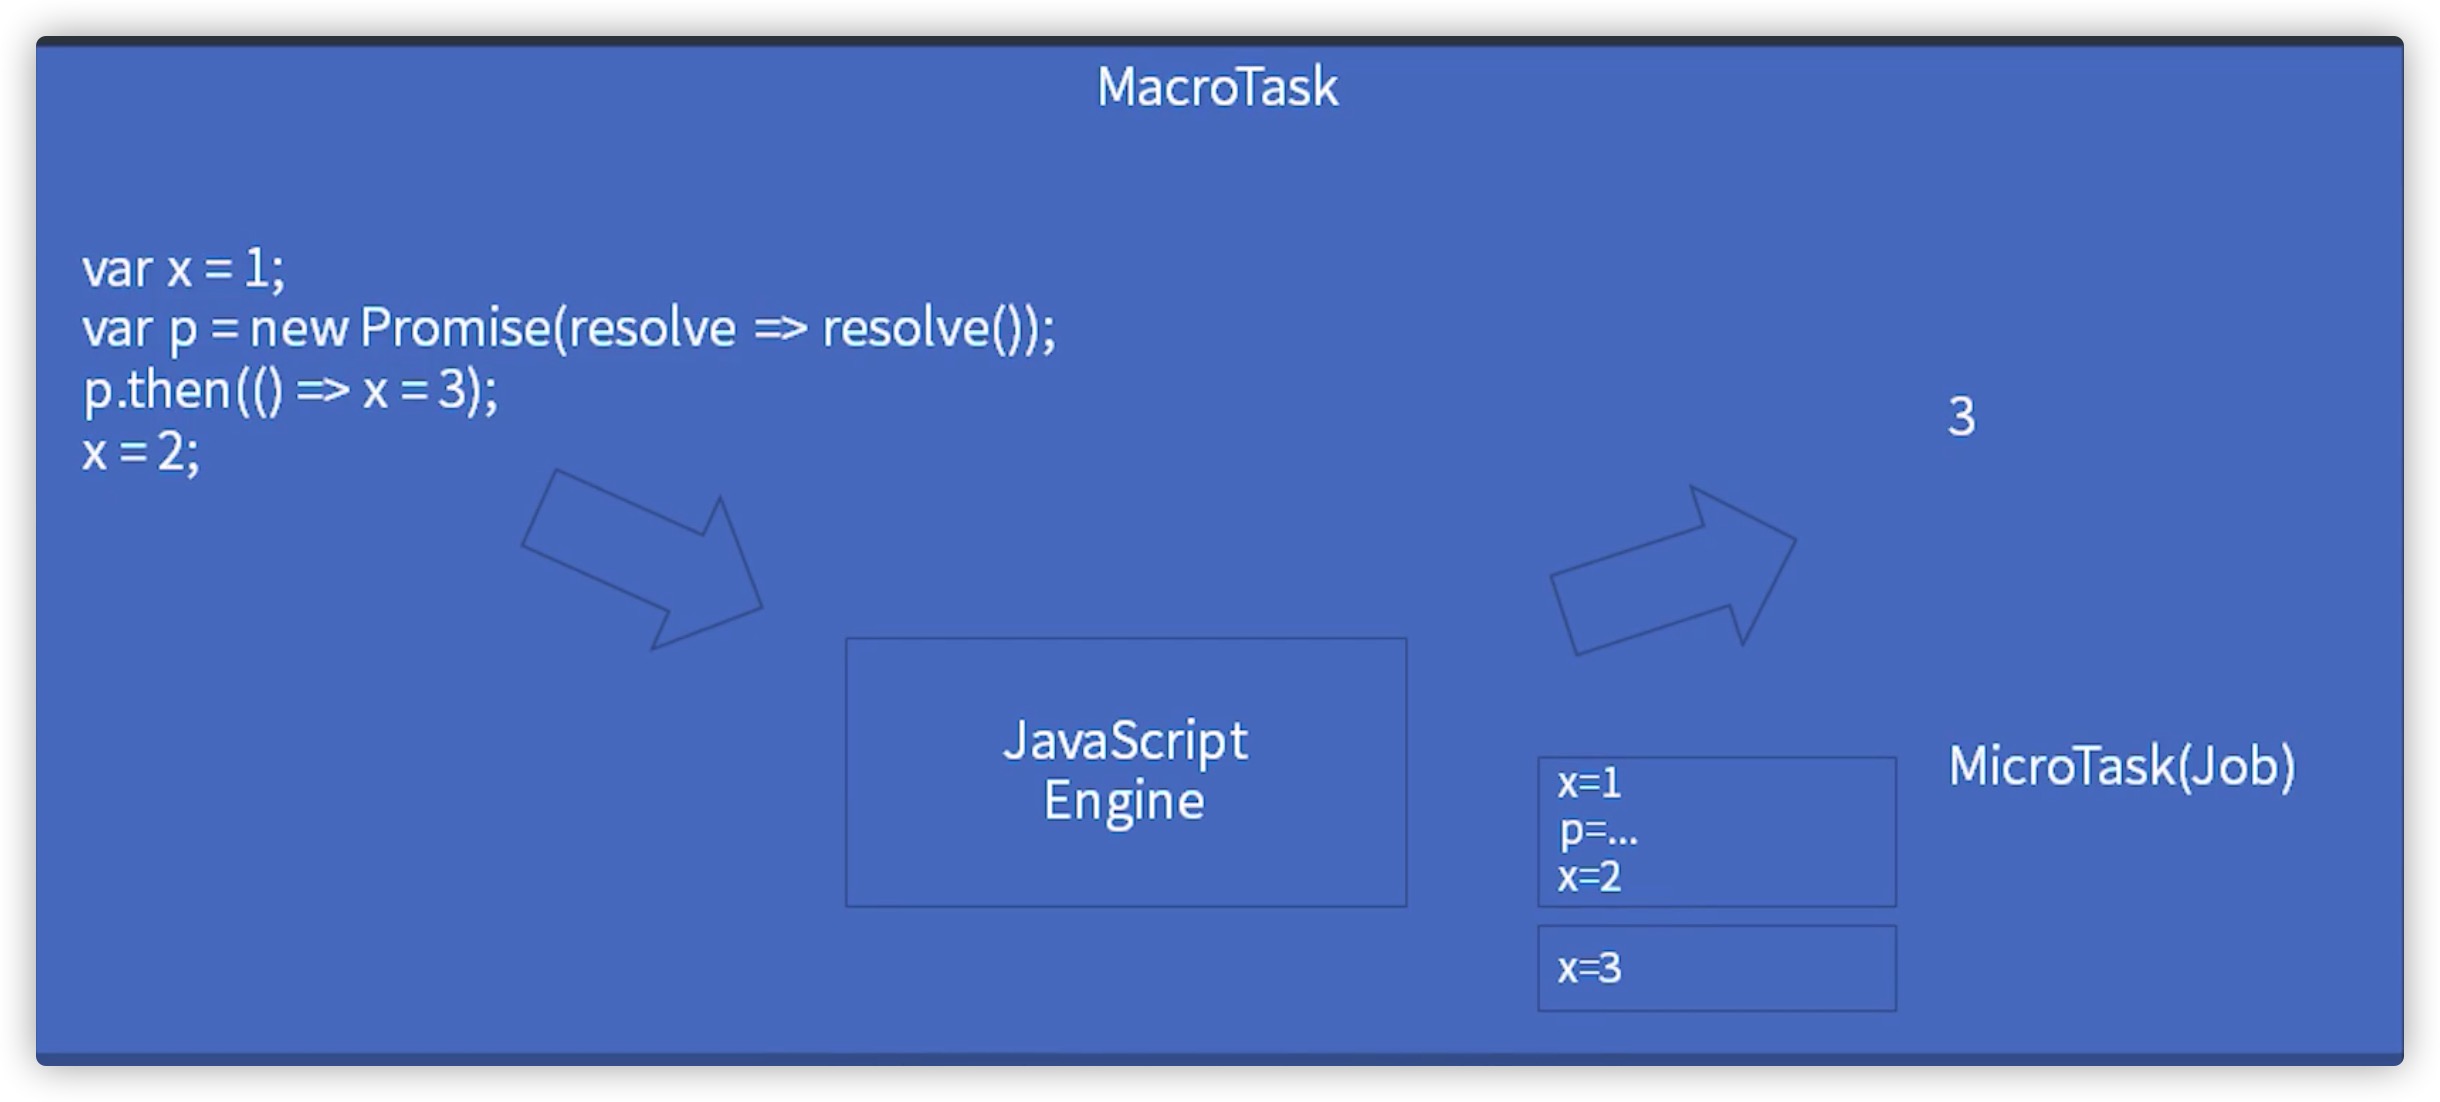 MacroTask
var x = 1;
var p = new Promise(resolve => resolve());
p.then(() => x = 3);
x = 2;
3
JavaScript
Engine
x=1
p=...
x=2
MicroTask(Job)
x=3